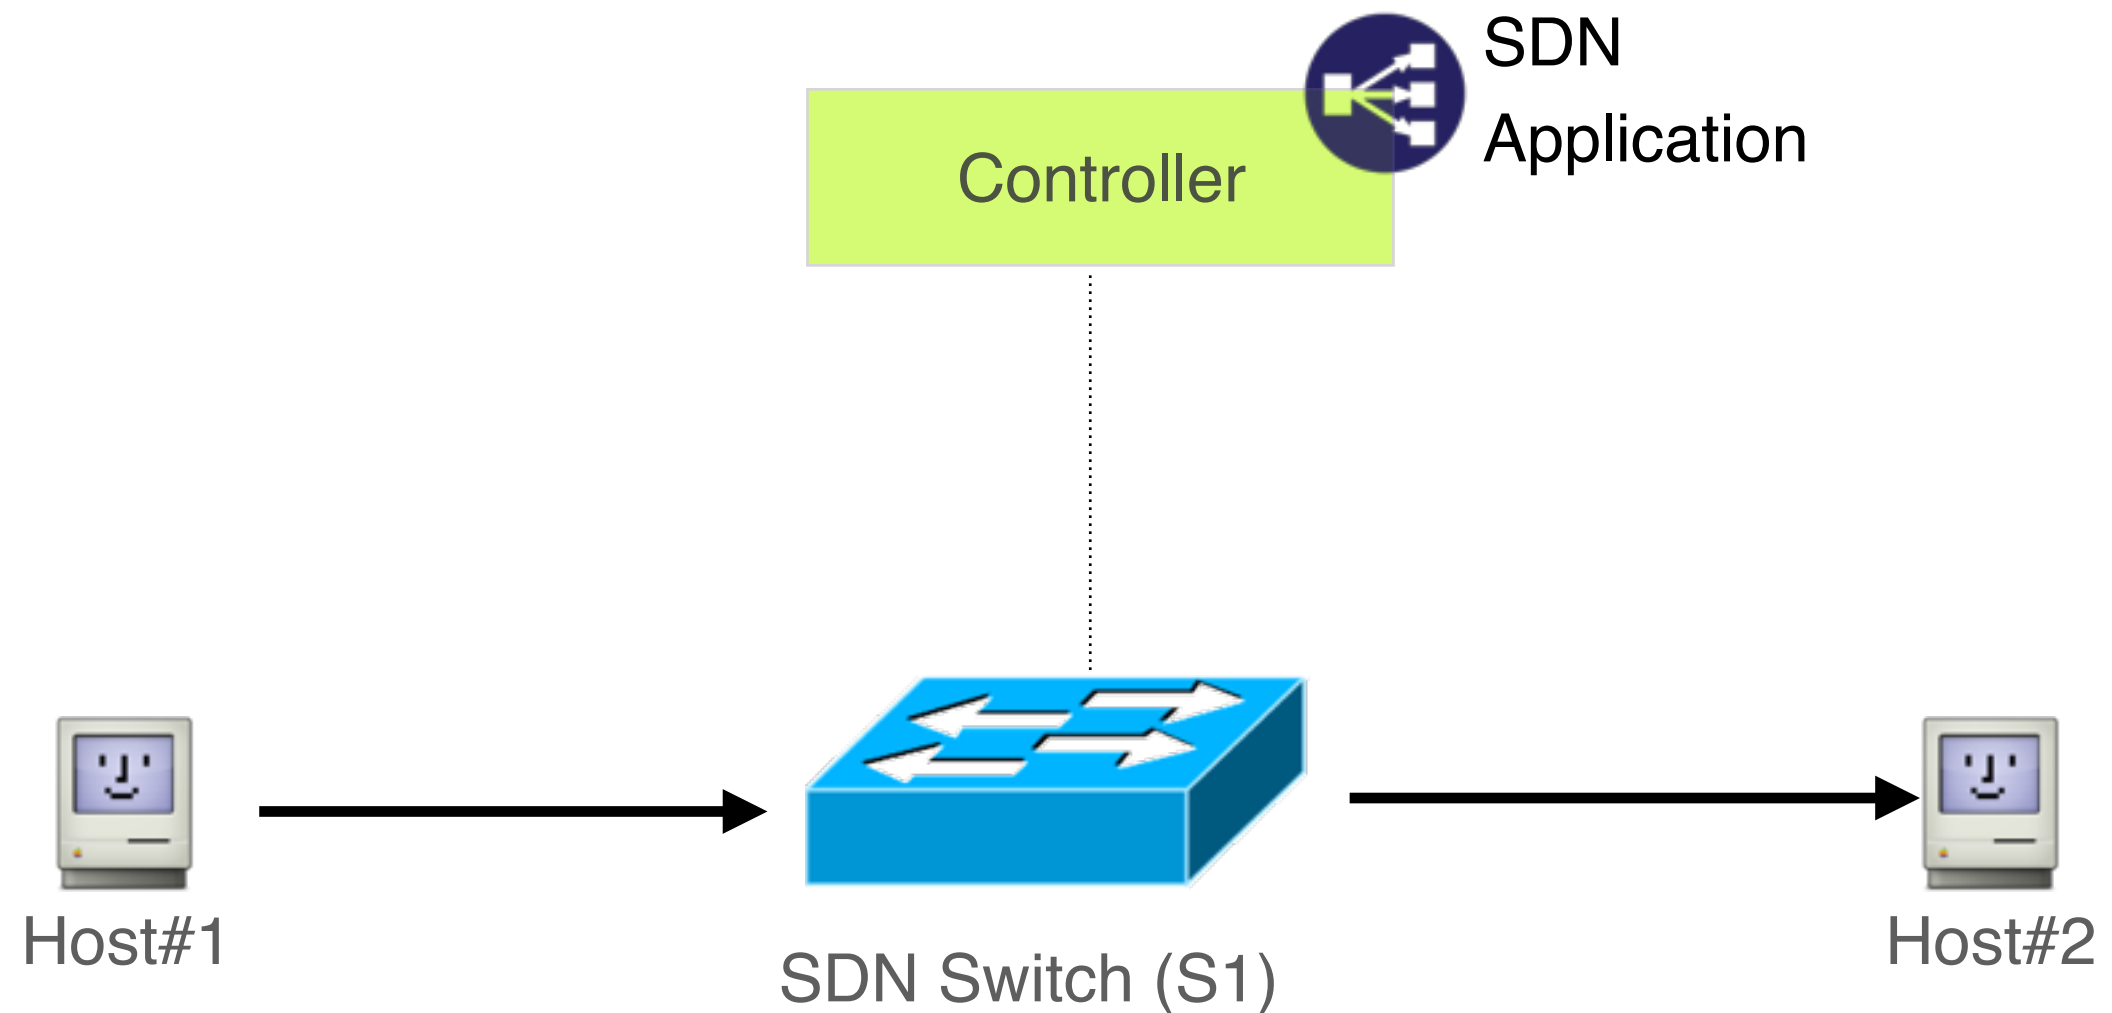 SDN
Application
Controller
Host#1
SDN Switch (S1)
Host#2